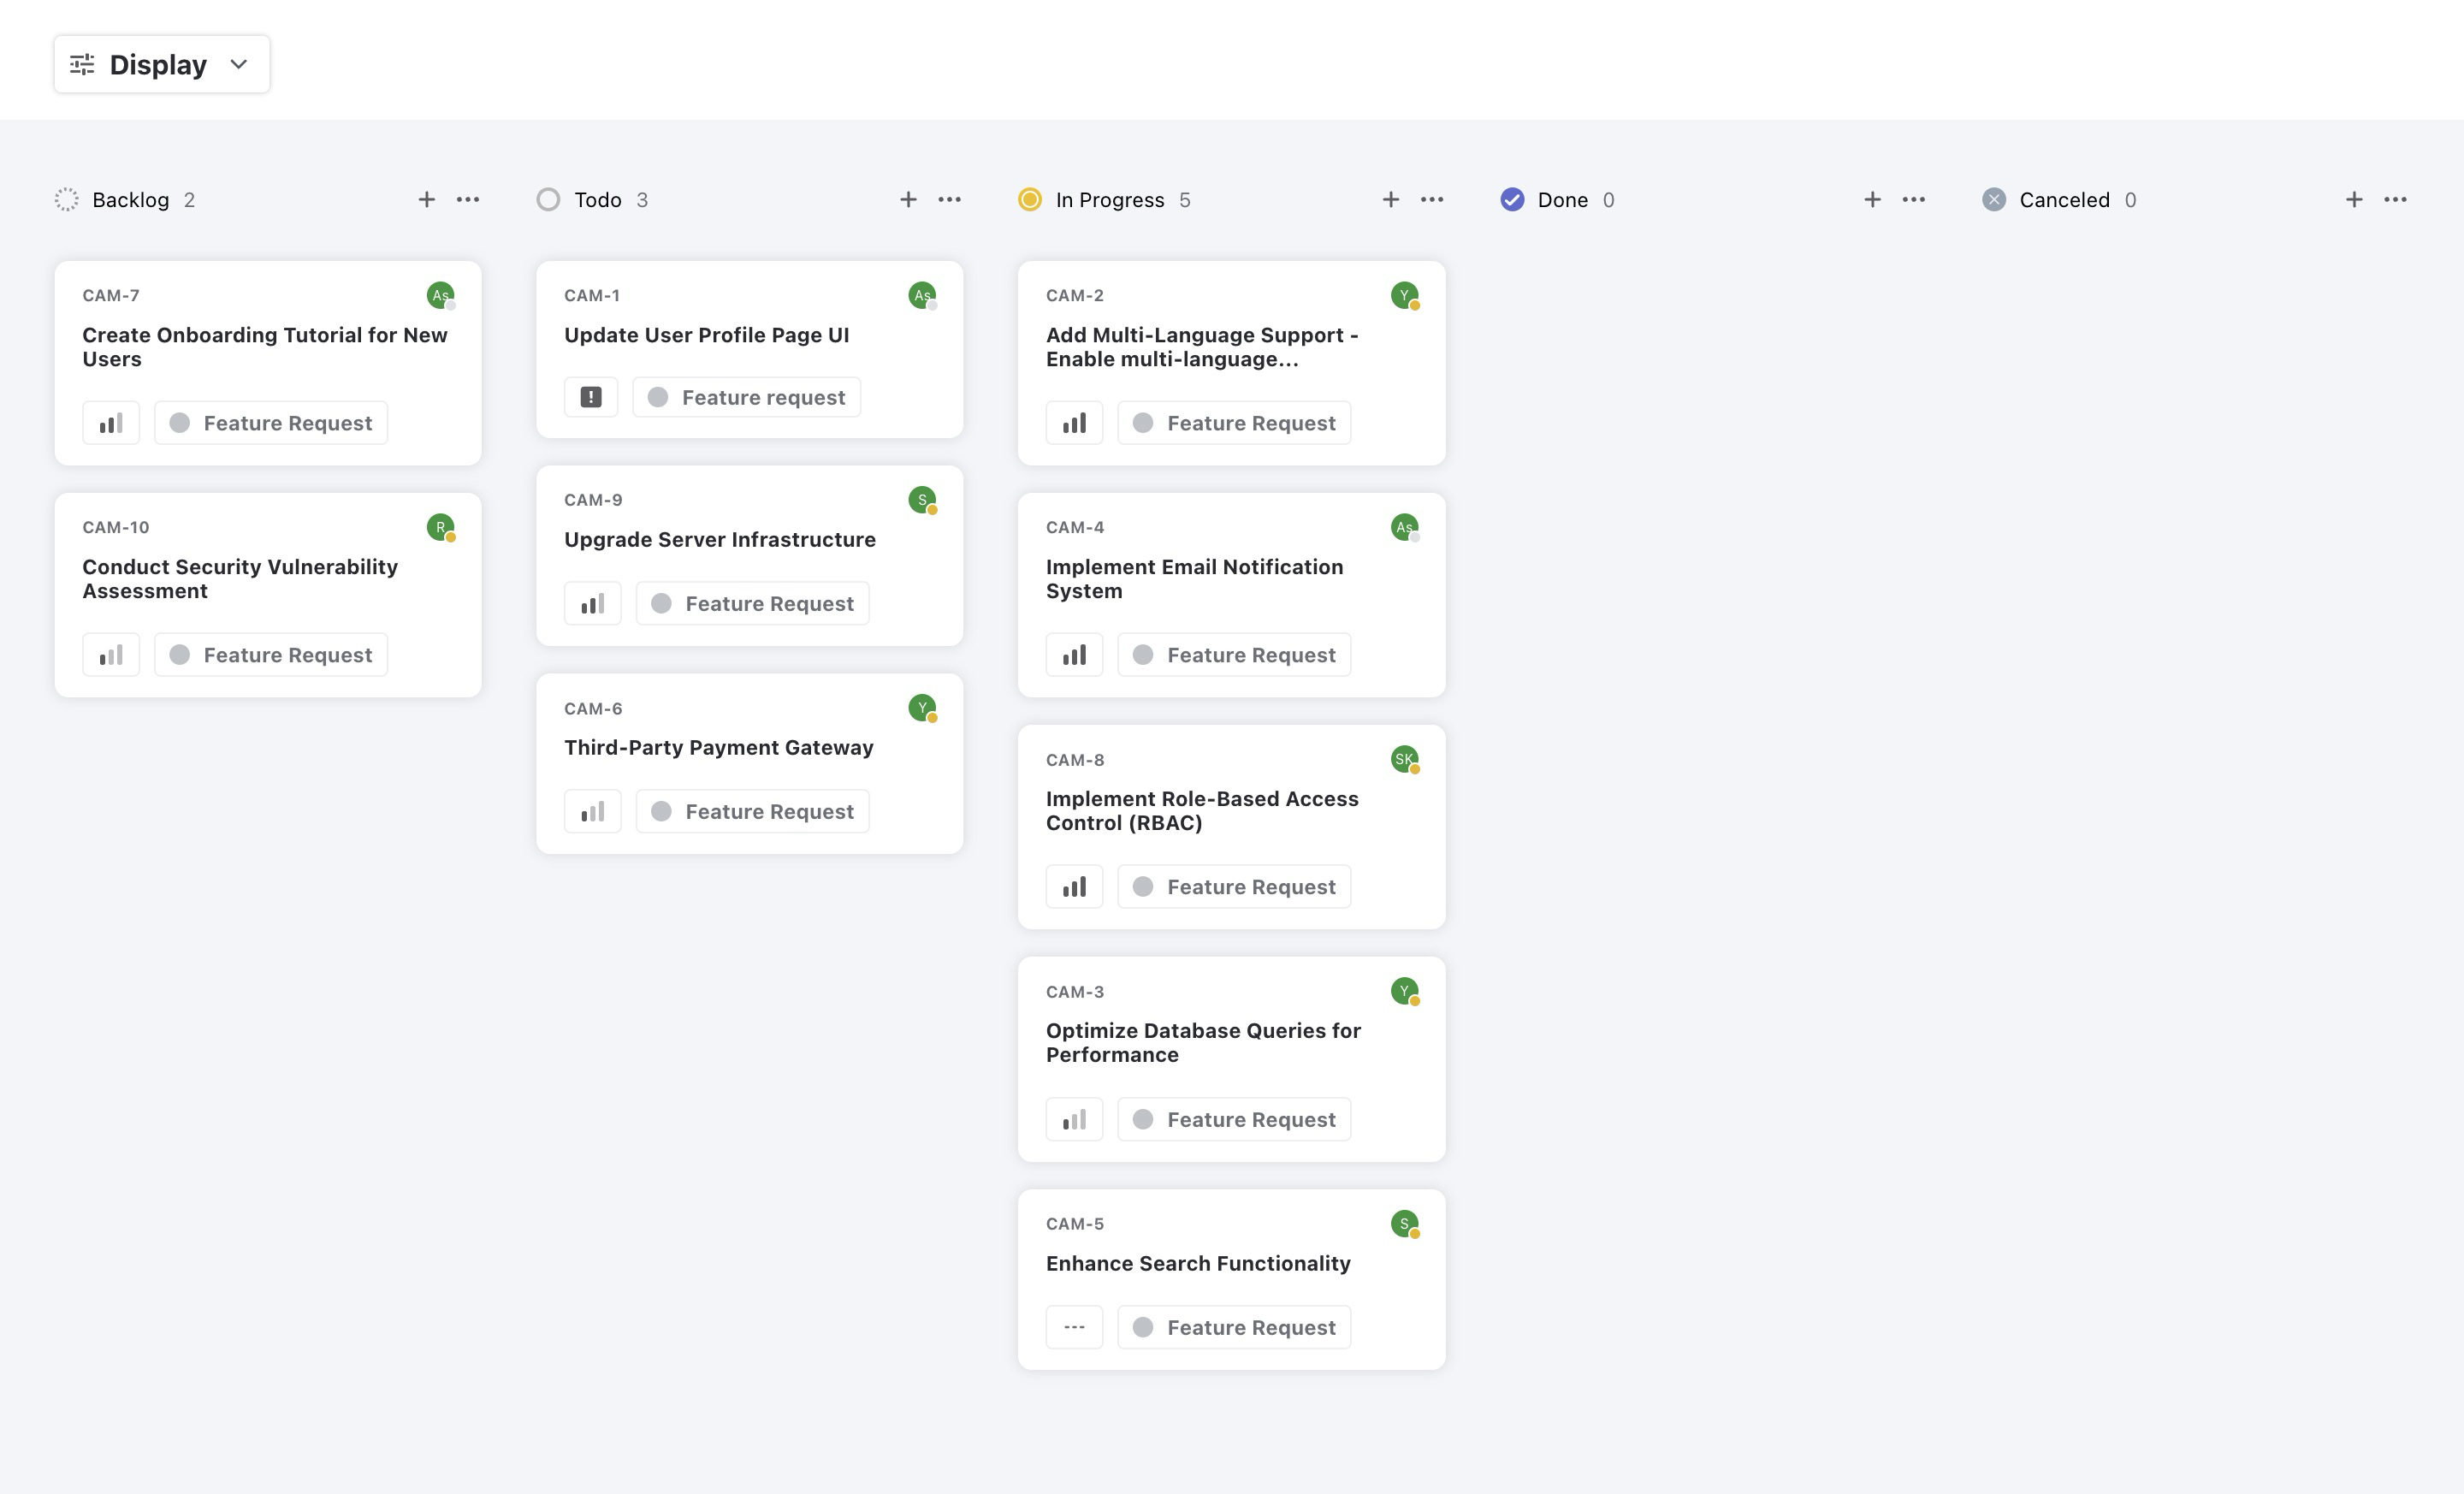 Display
Backlog 2
CAM-7
As
Create Onboarding Tutorial for New
Users
Feature Request
CAM-10
R
Conduct Security Vulnerability
Assessment
Feature Request
Todo 3
CAM-1
As
Update User Profile Page UI
Feature request
CAM-9
S
Upgrade Server Infrastructure
Feature Request
CAM-6
Y
Third-Party Payment Gateway
Feature Request
In Progress 5
CAM-2
Y
Add Multi-Language Support -
Enable multi-language...
Feature Request
CAM-4
As
Implement Email Notification
System
Feature Request
CAM-8
SK
Implement Role-Based Access
Control (RBAC)
Feature Request
CAM-3
Y
Optimize Database Queries for
Performance
Feature Request
CAM-5
S
Enhance Search Functionality
Feature Request
Done 0
Canceled 0